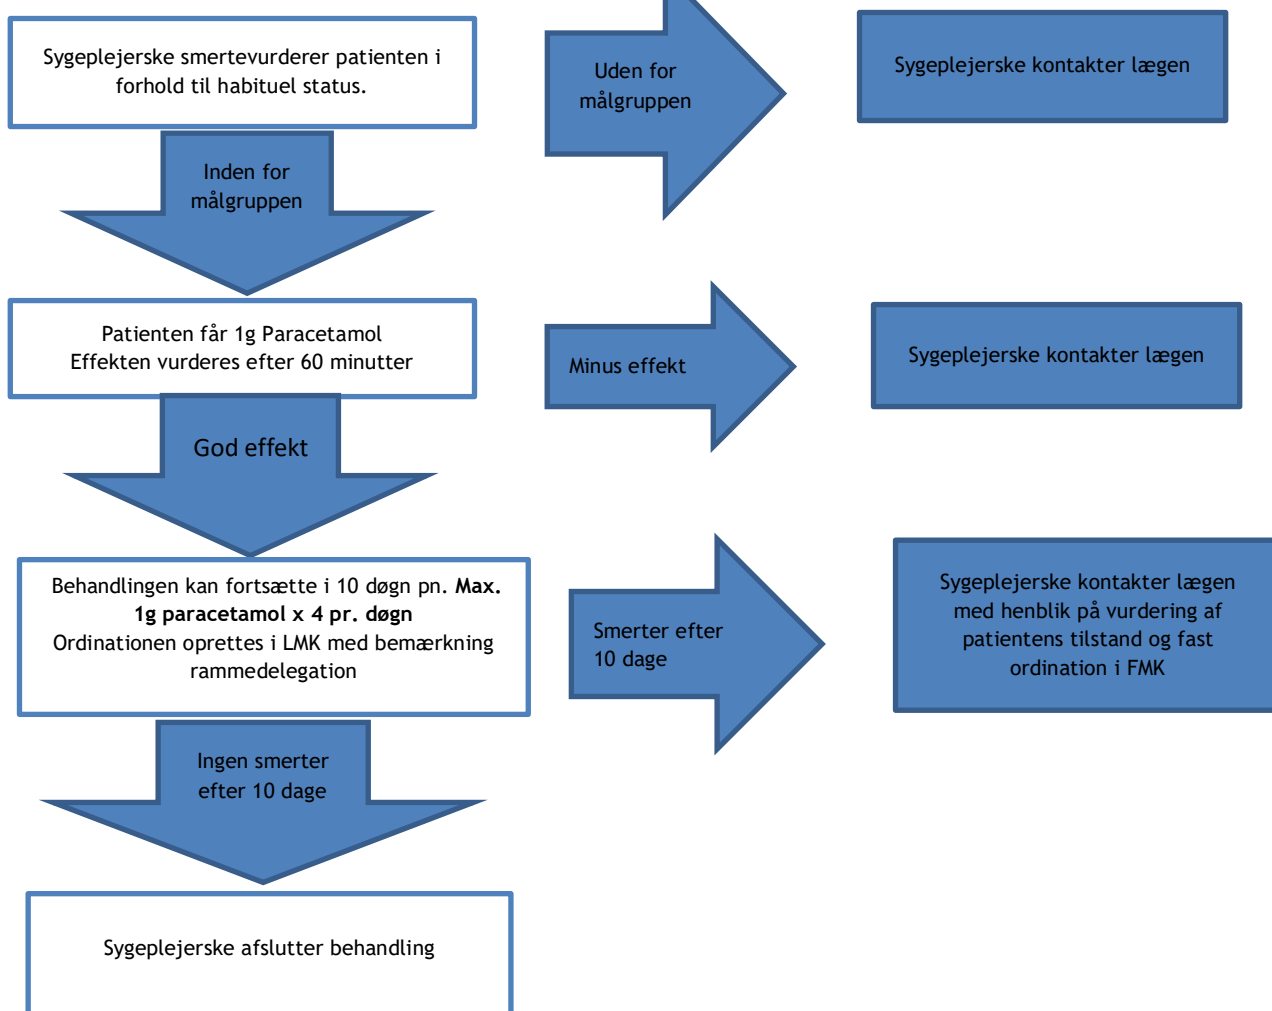 Sygeplejerske smertevurderer patienten i
forhold til habituel status.
Uden for
målgruppen
Sygeplejerske kontakter lægen
Inden for
målgruppen
Patienten får 1g Paracetamol
Effekten vurderes efter 60 minutter
Minus effekt
Sygeplejerske kontakter lægen
God effekt
Behandlingen kan fortsætte i 10 døgn pn. Max.
1g paracetamol x 4 pr. døgn
Ordinationen oprettes i LMK med bemærkning
rammedelegation
Smerter efter
10 dage
Sygeplejerske kontakter lægen
med henblik på vurdering af
patientens tilstand og fast
ordination i FMK
Ingen smerter
efter 10 dage
Sygeplejerske afslutter behandling